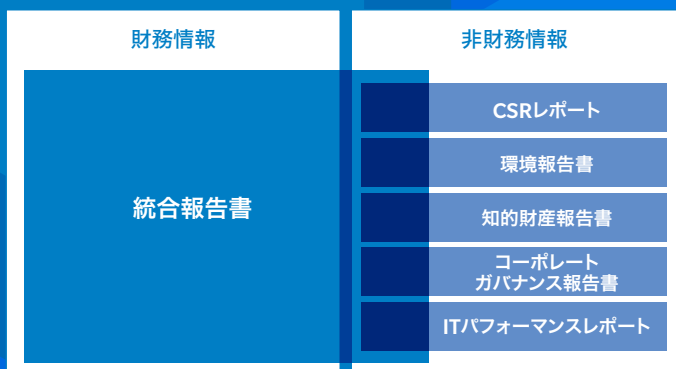 財務情報
非財務情報
統合報告書
CSRレポート
環境報告書
知的財産報告書
コーポレート
ガバナンス報告書
ITパフォーマンスレポート